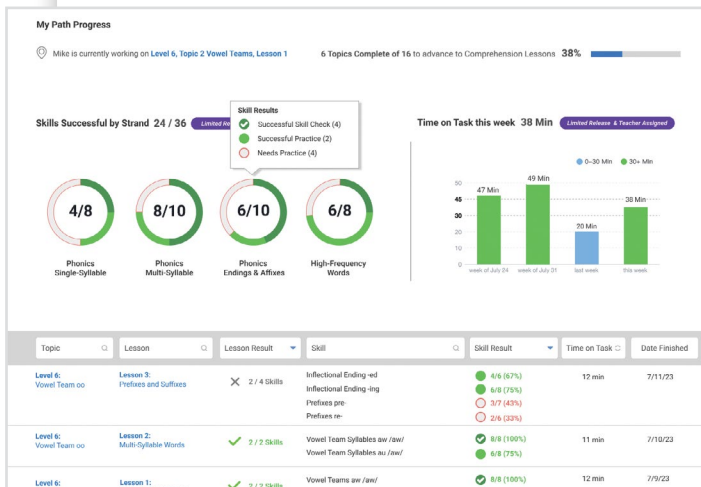 My Path Progress
Mike is currently working on Level 6, Topic 2 Vowel Teams, Lesson 1
6 Topics Complete of 16 to advance to Comprehension Lessons 38%
Skill Results
Successful Skill Check (4)
Successful Practice (2)
Needs Practice (4)
Skills Successful by Strand 24 / 36
Limited Re
Time on Task this week 38 Min
Limited Release & Teacher Assigned
0-30 Min
30+ Min
4/8
8/10
6/10
6/8
Phonics
Single-Syllable
Phonics
Multi-Syllable
Phonics
Endings & Affixes
High-Frequency
Words
50
45
30
20
10
0
47 Min
49 Min
20 Min
38 Min
week of July 24
week of July 31
last week
this week
Topic
Lesson
Lesson Result
Skill
Skill Result
Time on Task
Date Finished
Level 6:
Vowel Team oo
Lesson 3:
Prefixes and Suffixes
2 / 4 Skills
Inflectional Ending -ed
Inflectional Ending -ing
Prefixes pre-
Prefixes re-
4/6 (67%)
6/8 (75%)
3/7 (43%)
2/6 (33%)
12 min
7/11/23
Level 6:
Vowel Team oo
Lesson 2:
Multi-Syllable Words
2 / 2 Skills
Vowel Team Syllables aw /aw/
Vowel Team Syllables au /aw/
8/8 (100%)
6/8 (75%)
11 min
7/10/23
Level 6:
Lesson 1:
2 / 2 Skills
Vowel Teams aw /aw/
8/8 (100%)
12 min
7/9/23